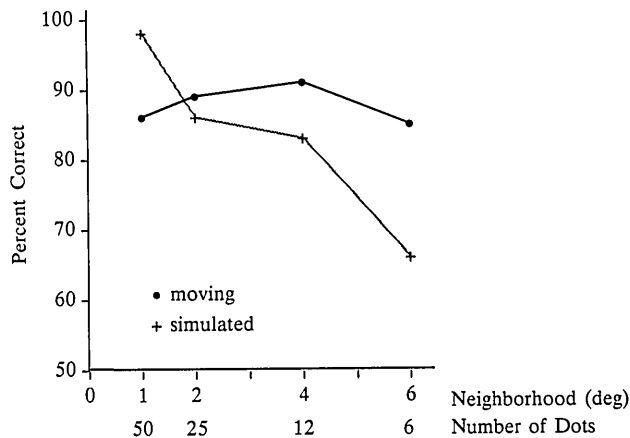 100
90
80
70
60
50
Percent Correct
moving
+ simulated
0 1 2 4 6 Neighborhood (deg)
50 25 12 6 Number of Dots